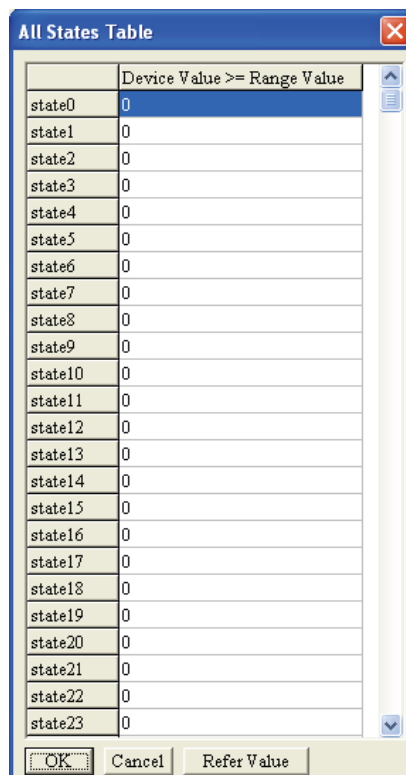 All States Table
Device Value >= Range Value
state0 0
state1 0
state2 0
state3 0
state4 0
state5 0
state6 0
state7 0
state8 0
state9 0
state10 0
state11 0
state12 0
state13 0
state14 0
state15 0
state16 0
state17 0
state18 0
state19 0
state20 0
state21 0
state22 0
state23 0
OK Cancel Refer Value